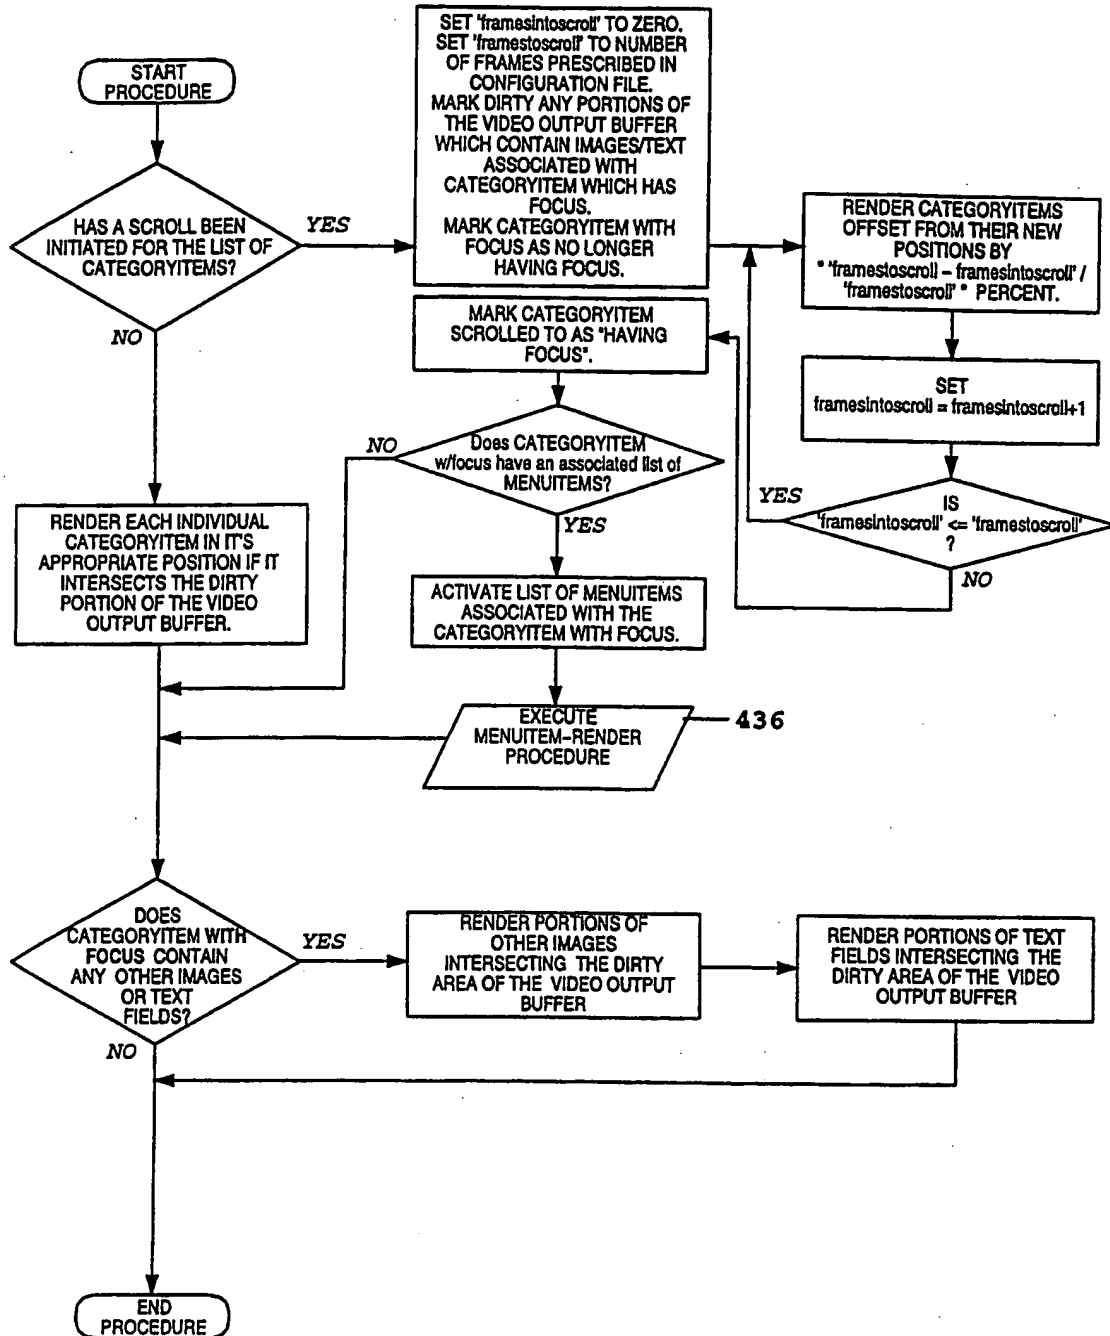 START
PROCEDURE
HAS A SCROLL BEEN
INITIATED FOR THE LIST OF
CATEGORYITEMS?
YES
NO
SET 'framesintoscroll' TO ZERO.
SET 'framestoscroll' TO NUMBER
OF FRAMES PRESCRIBED IN
CONFIGURATION FILE.
MARK DIRTY ANY PORTIONS OF
THE VIDEO OUTPUT BUFFER
WHICH CONTAIN IMAGES/TEXT
ASSOCIATED WITH
CATEGORYITEM WHICH HAS
FOCUS.
MARK CATEGORYITEM WITH
FOCUS AS NO LONGER
HAVING FOCUS.
RENDER CATEGORYITEMS
OFFSET FROM THEIR NEW
POSITIONS BY
" 'framestoscroll - framesintoscroll' /
'framestoscroll' " PERCENT.
SET
framesintoscroll = framesintoscroll+1
IS
'framesintoscroll' <= 'framestoscroll'
?
YES
NO
MARK CATEGORYITEM
SCROLLED TO AS "HAVING
FOCUS".
Does CATEGORYITEM
w/focus have an associated list of
MENUITEMS?
NO
YES
ACTIVATE LIST OF MENUITEMS
ASSOCIATED WITH THE
CATEGORYITEM WITH FOCUS.
EXECUTE
MENUITEM-RENDER
PROCEDURE
436
RENDER EACH INDIVIDUAL
CATEGORYITEM IN IT'S
APPROPRIATE POSITION IF IT
INTERSECTS THE DIRTY
PORTION OF THE VIDEO
OUTPUT BUFFER.
DOES
CATEGORYITEM WITH
FOCUS CONTAIN
ANY OTHER IMAGES
OR TEXT
FIELDS?
YES
NO
RENDER PORTIONS OF
OTHER IMAGES
INTERSECTING THE DIRTY
AREA OF THE VIDEO OUTPUT
BUFFER
RENDER PORTIONS OF TEXT
FIELDS INTERSECTING THE
DIRTY AREA OF THE VIDEO
OUTPUT BUFFER
END
PROCEDURE